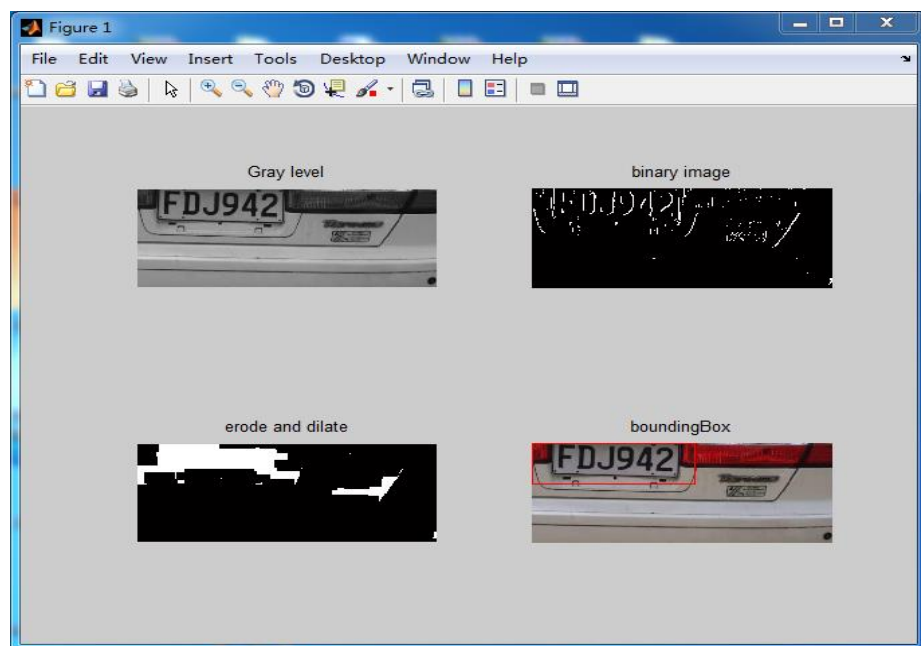 Figure 1
File Edit View Insert Tools Desktop Window Help
Gray level
binary image
FDJ942
FDJ942
erode and dilate
boundingBox
FDJ942